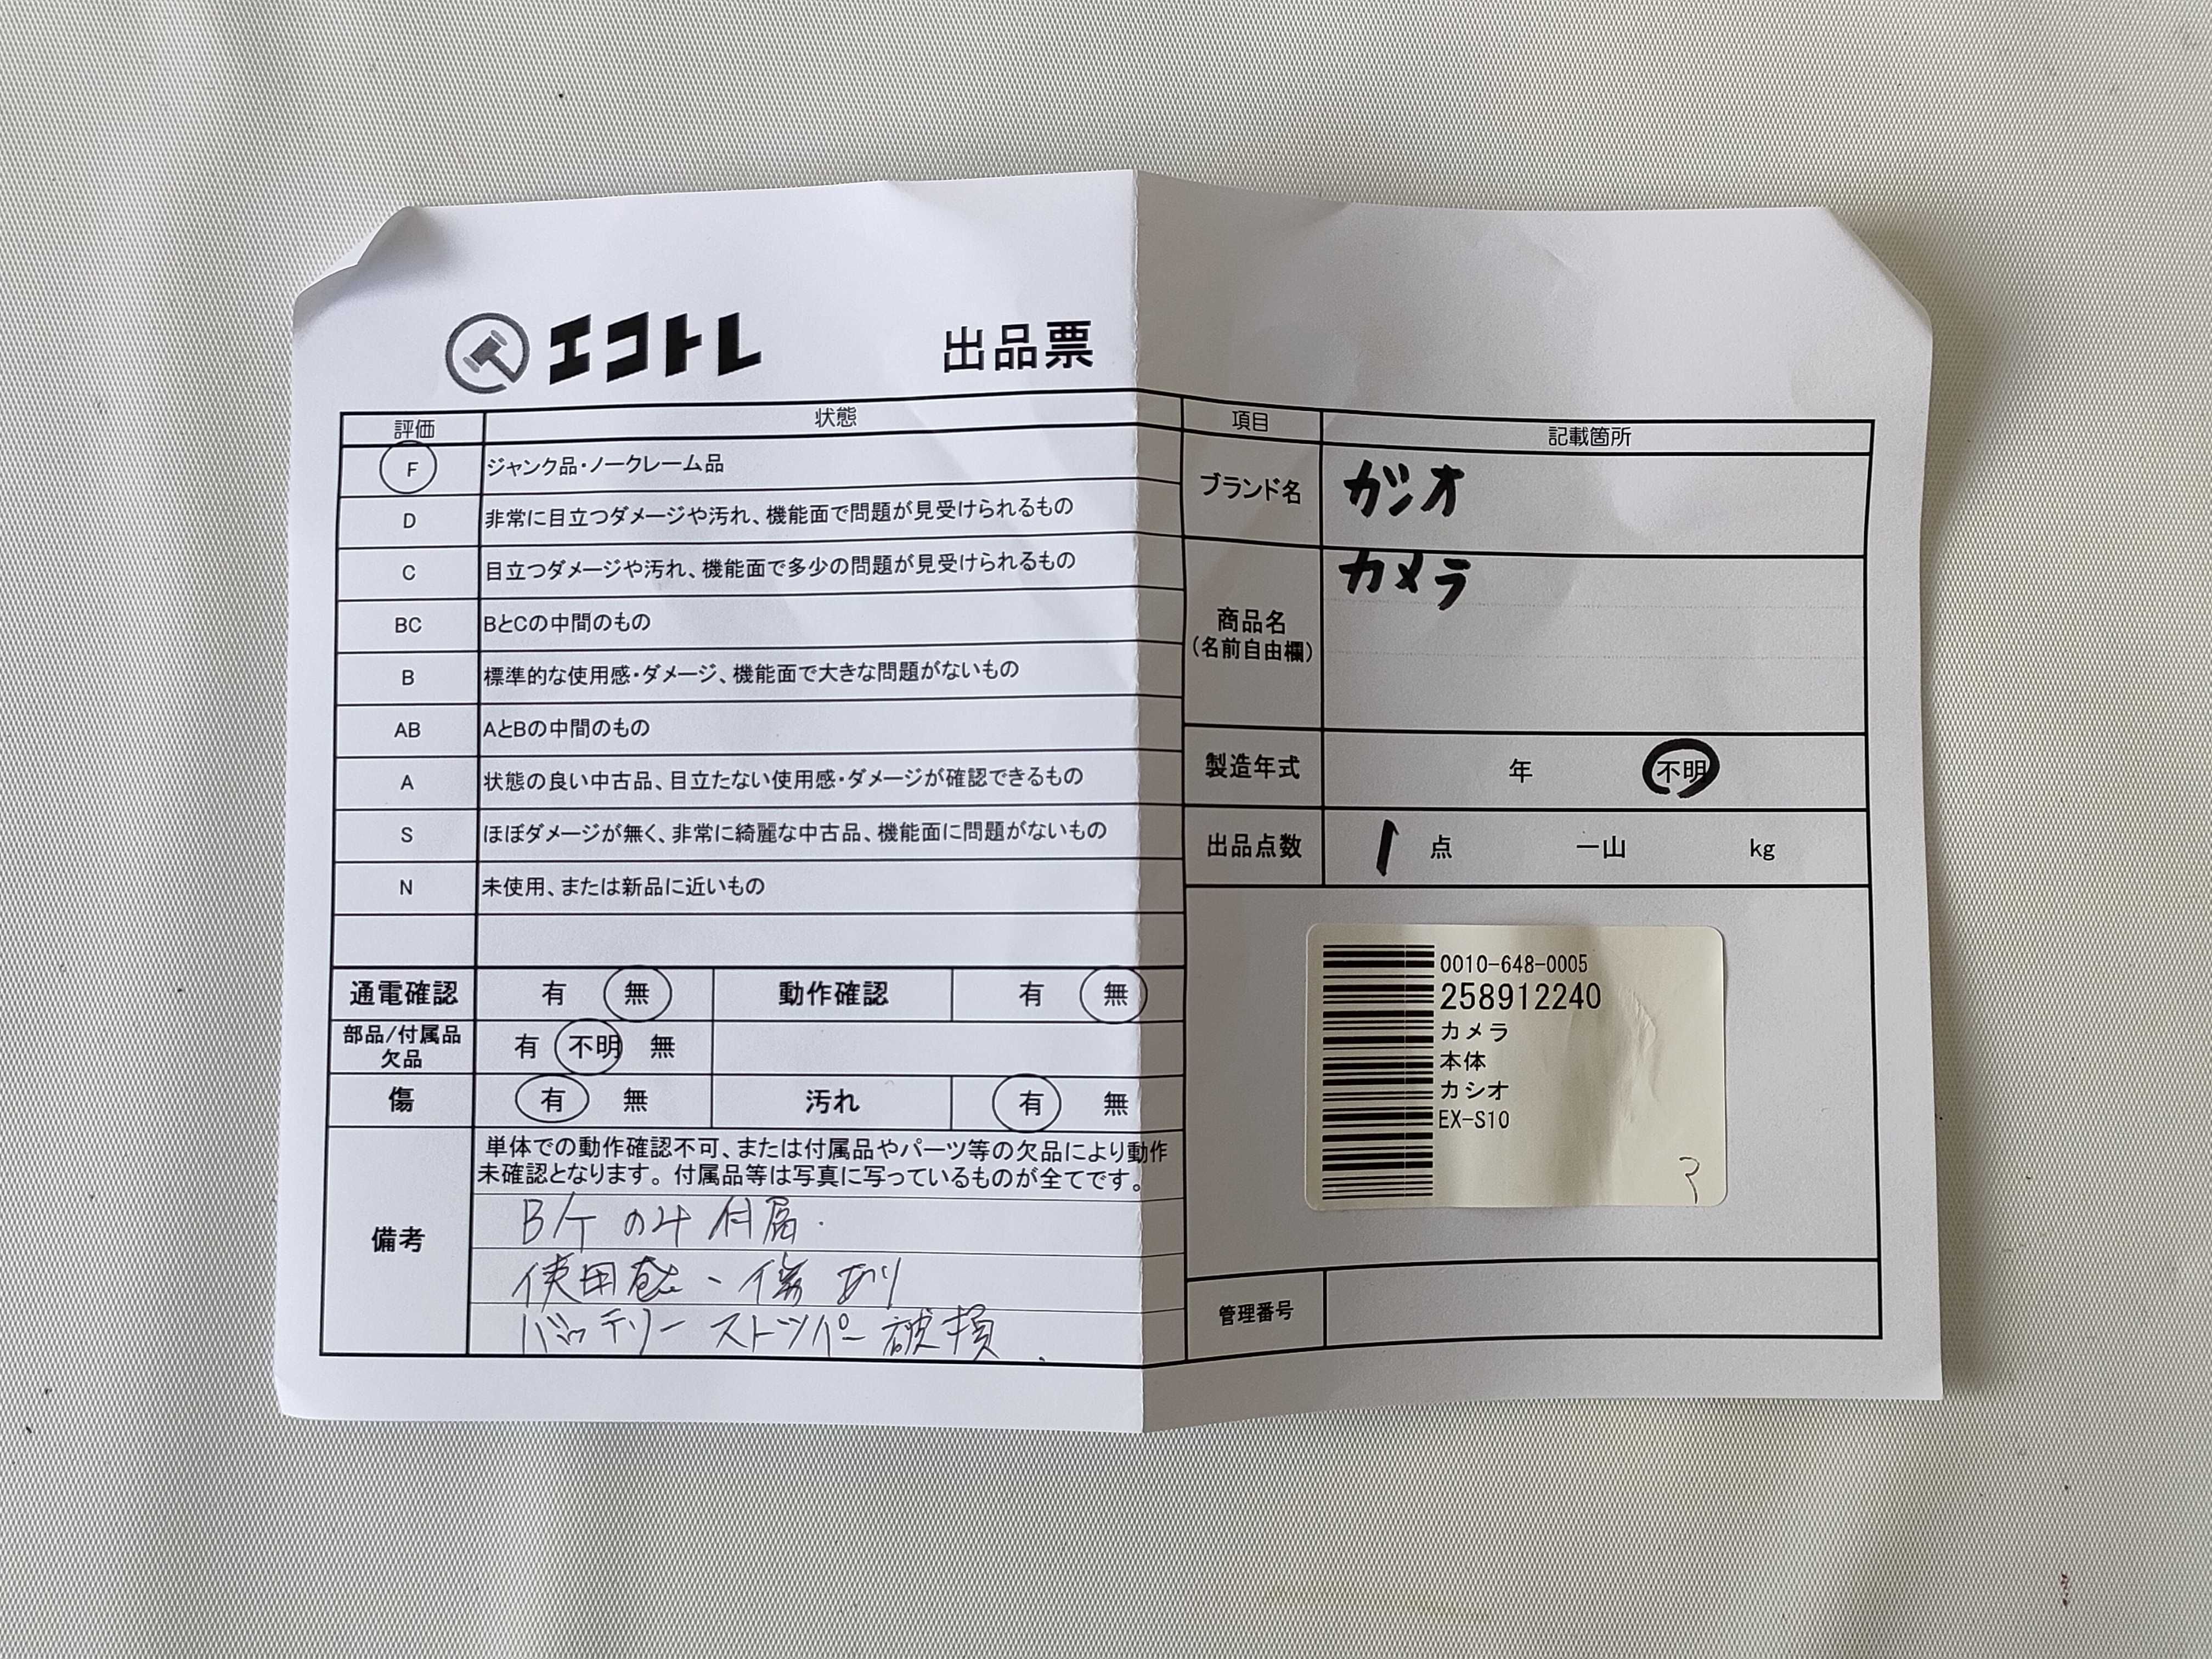 エコトレ 出品票
評価 状態
F ジャンク品・ノークレーム品
D 非常に目立つダメージや汚れ、機能面で問題が見受けられるもの
C 目立つダメージや汚れ、機能面で多少の問題が見受けられるもの
BC BとCの中間のもの
B 標準的な使用感・ダメージ、機能面で大きな問題がないもの
AB AとBの中間のもの
A 状態の良い中古品、目立たない使用感・ダメージが確認できるもの
S ほぼダメージが無く、非常に綺麗な中古品、機能面に問題がないもの
N 未使用、または新品に近いもの
通電確認 有 無 動作確認 有 無
部品/付属品
欠品 有 不明 無
傷 有 無 汚れ 有 無
備考
単体での動作確認不可、または付属品やパーツ等の欠品により動作
未確認となります。付属品等は写真に写っているものが全てです。
B/Tのみ付属.
使用感、傷あり
バッテリーストッパー破損.
項目 記載箇所
ブランド名 カシオ
商品名
(名前自由欄)
カメラ
製造年式 年 不明
出品点数 1 点 一山 kg
0010-648-0005
258912240
カメラ
本体
カシオ
EX-S10
管理番号